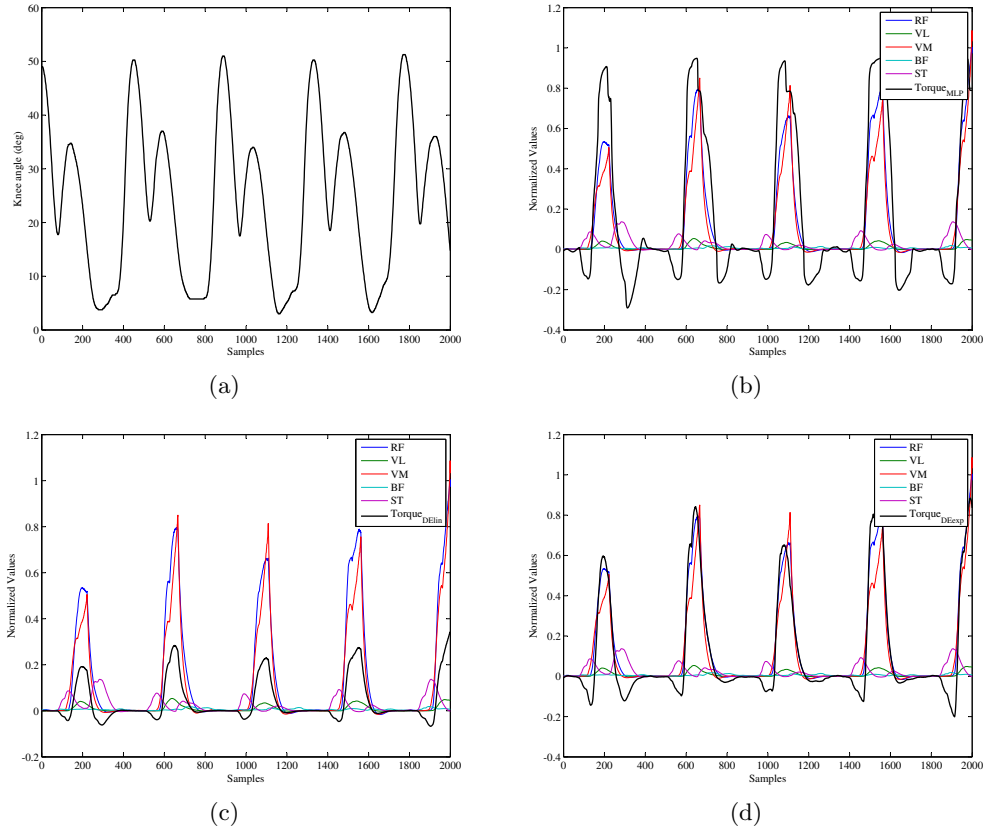 60
50
40
30
20
10
0
Knee angle (deg)
0 200 400 600 800 1000 1200 1400 1600 1800 2000
Samples
(a)
1.2
1
0.8
0.6
0.4
0.2
0
-0.2
-0.4
Normalized Values
RF
VL
VM
BF
ST
Torque MLP
0 200 400 600 800 1000 1200 1400 1600 1800 2000
Samples
(b)
1.2
1
0.8
0.6
0.4
0.2
0
-0.2
Normalized Values
RF
VL
VM
BF
ST
Torque DElin
0 200 400 600 800 1000 1200 1400 1600 1800 2000
Samples
(c)
1.2
1
0.8
0.6
0.4
0.2
0
-0.2
-0.4
Normalized Values
RF
VL
VM
BF
ST
Torque DEexp
0 200 400 600 800 1000 1200 1400 1600 1800 2000
Samples
(d)